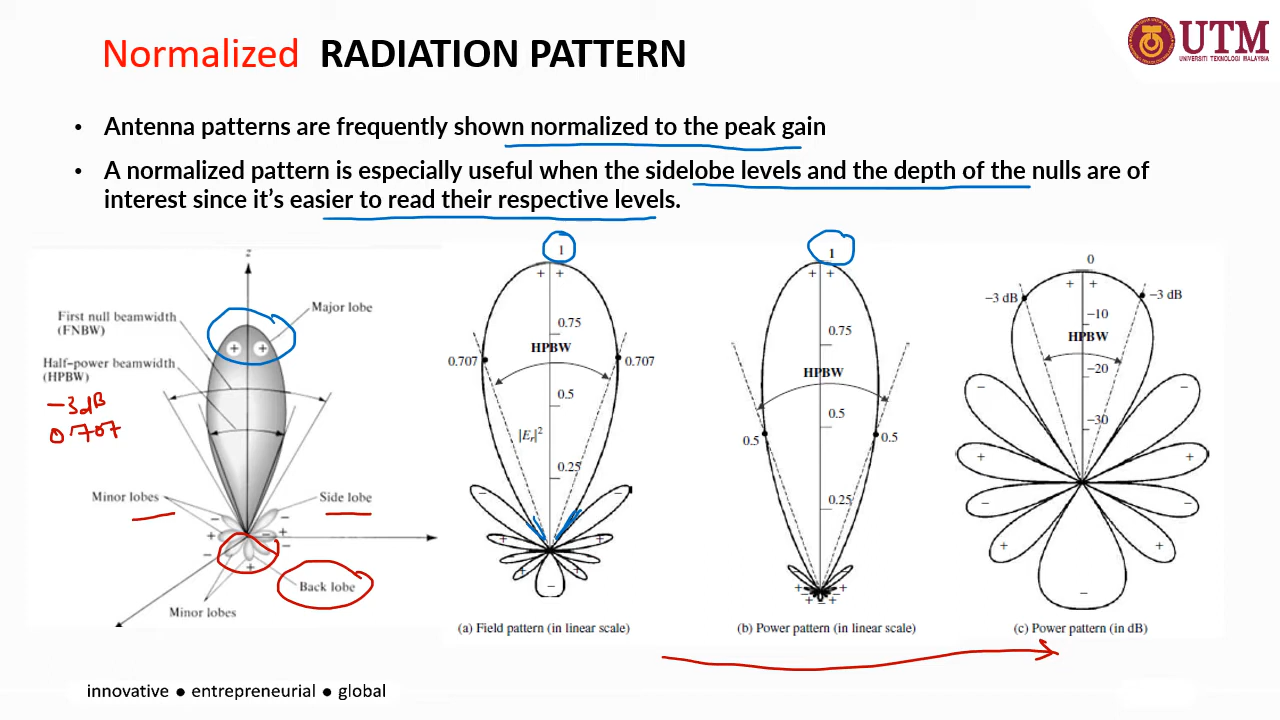 Normalized RADIATION PATTERN
UTM
UNIVERSITI TEKNOLOGI MALAYSIA
• Antenna patterns are frequently shown normalized to the peak gain
• A normalized pattern is especially useful when the sidelobe levels and the depth of the nulls are of
interest since it’s easier to read their respective levels.
z
Major lobe
First null beamwidth
(FNBW)
+ +
Half-power beamwidth
(HPBW)
-3dB
0.707
Minor lobes
Side lobe
− −
+ +
− −
+
Back lobe
Minor lobes
1
+ +
0.75
HPBW
0.707 0.707
0.5
|Er|²
0.25
− −
+ +
− −
+ +
−
(a) Field pattern (in linear scale)
1
+ +
0.75
HPBW
0.5
0.5 0.5
0.25
− −
+ +
− −
+ − +
(b) Power pattern (in linear scale)
0
+ +
−3 dB −3 dB
−10
HPBW
−20
− −
−30
+ +
− −
+ +
−
(c) Power pattern (in dB)
innovative ● entrepreneurial ● global